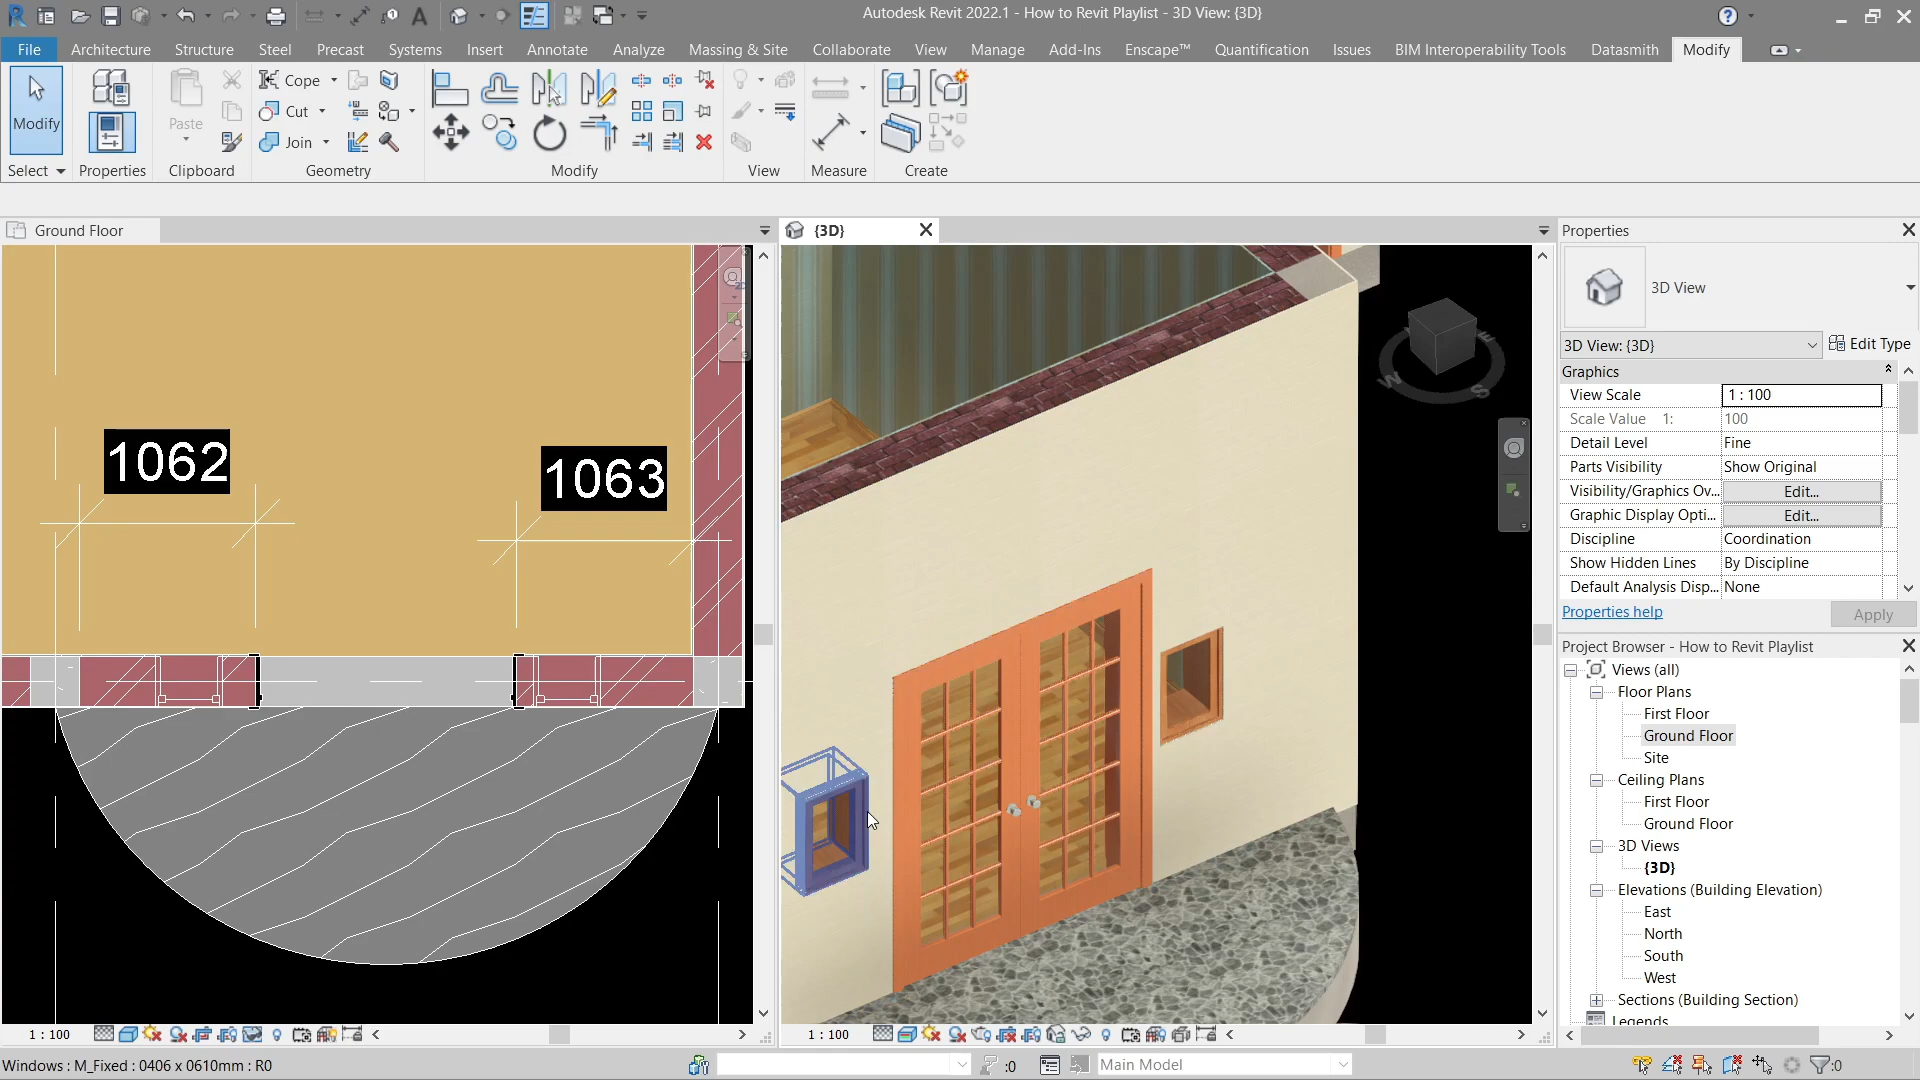 Autodesk Revit 2022.1 - How to Revit Playlist - 3D View: {3D}
File Architecture Structure Steel Precast Systems Insert Annotate Analyze Massing & Site Collaborate View Manage Add-Ins Enscape™ Quantification Issues BIM Interoperability Tools Datasmith Modify
Cope
Modify Paste Cut
Join
Select Properties Clipboard Geometry Modify View Measure Create
Ground Floor {3D} Properties
3D View
3D View: {3D} Edit Type
Graphics
View Scale 1 : 100
Scale Value 1: 100
Detail Level Fine
Parts Visibility Show Original
Visibility/Graphics Ov... Edit...
Graphic Display Opti... Edit...
Discipline Coordination
Show Hidden Lines By Discipline
Default Analysis Disp... None
Properties help Apply
1062 1063
W S E
Project Browser - How to Revit Playlist
Views (all)
Floor Plans
First Floor
Ground Floor
Site
Ceiling Plans
First Floor
Ground Floor
3D Views
{3D}
Elevations (Building Elevation)
East
North
South
West
Sections (Building Section)
Legends
1 : 100 1 : 100
Windows : M_Fixed : 0406 x 0610mm : R0 :0 Main Model :0